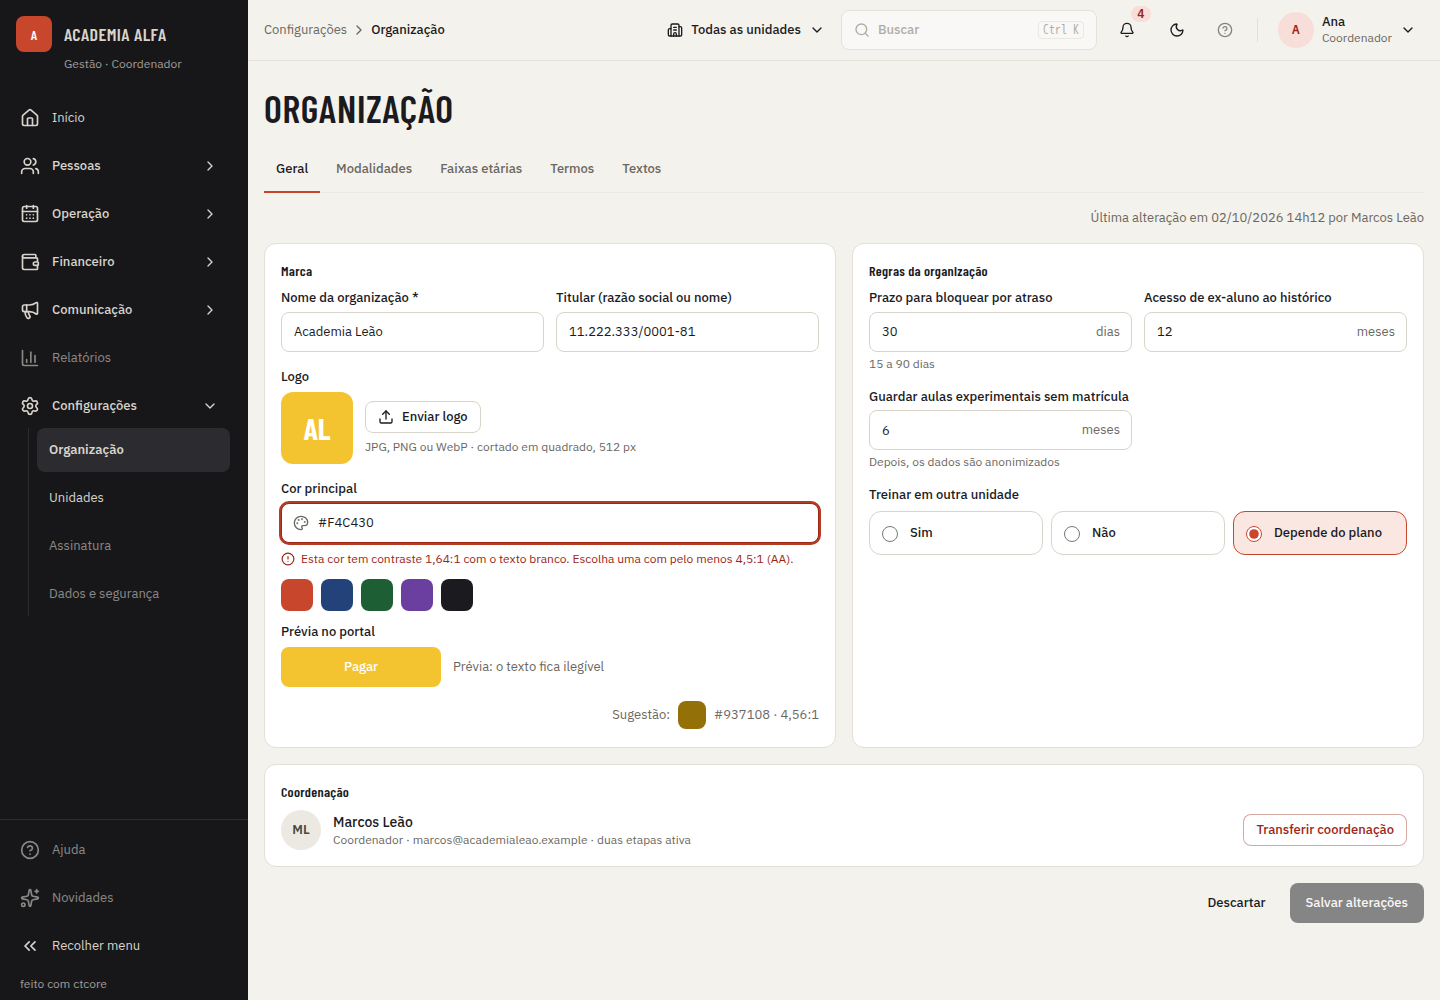 A
ACADEMIA ALFA
Gestão · Coordenador
Início
Pessoas
Operação
Financeiro
Comunicação
Relatórios
Configurações
Organização
Unidades
Assinatura
Dados e segurança
Ajuda
Novidades
Recolher menu
feito com ctcore
Configurações > Organização
Todas as unidades
Buscar
Ctrl K
4
A
Ana
Coordenador
ORGANIZAÇÃO
Geral
Modalidades
Faixas etárias
Termos
Textos
Última alteração em 02/10/2026 14h12 por Marcos Leão
Marca
Nome da organização *
Titular (razão social ou nome)
Academia Leão
11.222.333/0001-81
Logo
AL
Enviar logo
JPG, PNG ou WebP · cortado em quadrado, 512 px
Cor principal
#F4C430
Esta cor tem contraste 1,64:1 com o texto branco. Escolha uma com pelo menos 4,5:1 (AA).
Prévia no portal
Pagar
Prévia: o texto fica ilegível
Sugestão:
#937108 · 4,56:1
Regras da organização
Prazo para bloquear por atraso
Acesso de ex-aluno ao histórico
30 dias
12 meses
15 a 90 dias
Guardar aulas experimentais sem matrícula
6 meses
Depois, os dados são anonimizados
Treinar em outra unidade
Sim
Não
Depende do plano
Coordenação
ML
Marcos Leão
Coordenador · marcos@academialeao.example · duas etapas ativa
Transferir coordenação
Descartar
Salvar alterações